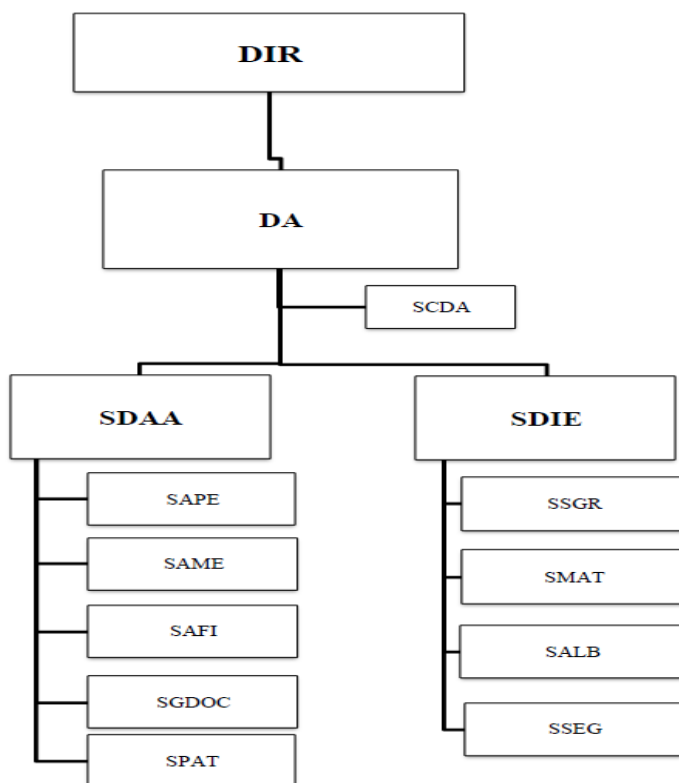 DIR
DA
SCDA
SDAA
SAPE
SAME
SAFI
SGDOC
SPAT
SDIE
SSGR
SMAT
SALB
SSEG